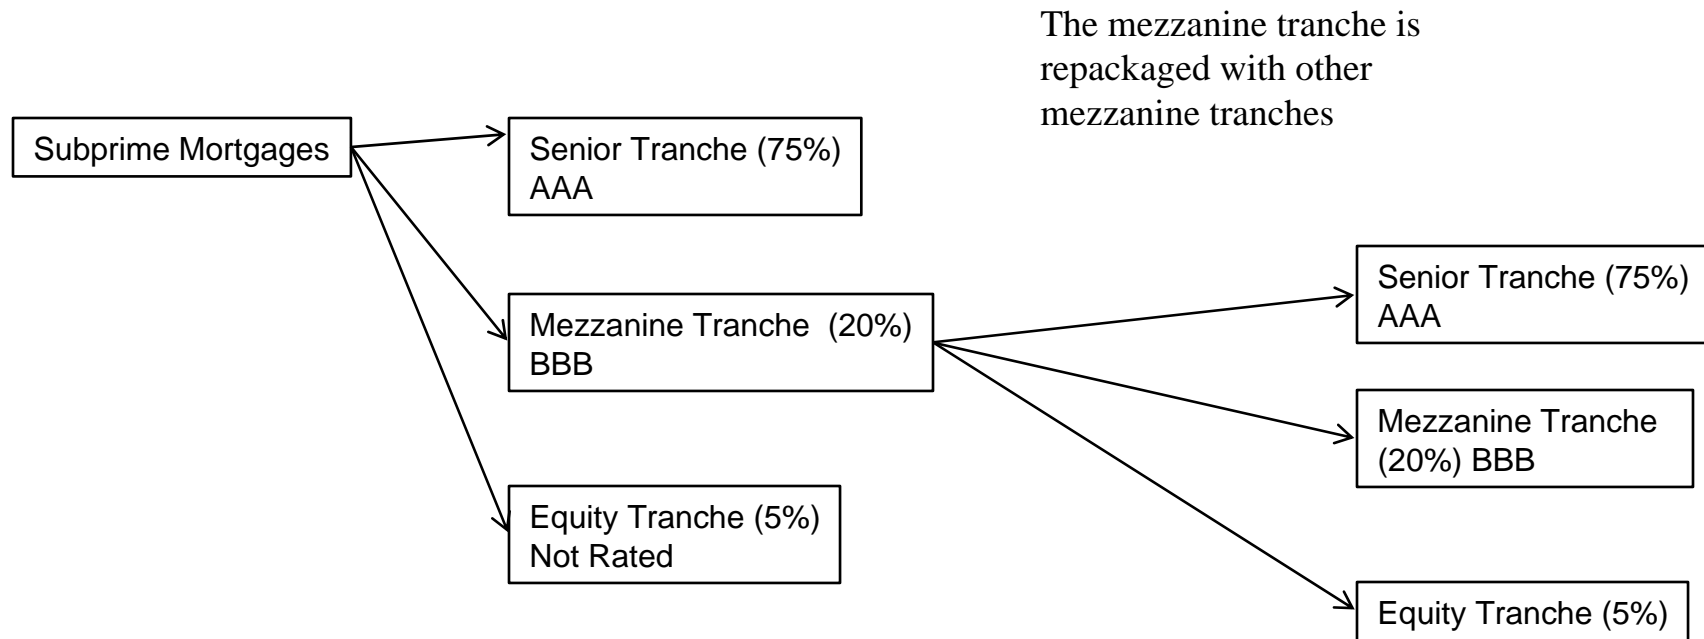 The mezzanine tranche is
repackaged with other
mezzanine tranches
Subprime Mortgages
Senior Tranche (75%)
AAA
Mezzanine Tranche  (20%)
BBB
Equity Tranche (5%)
Not Rated
Senior Tranche (75%)
AAA
Mezzanine Tranche
(20%) BBB
Equity Tranche (5%)